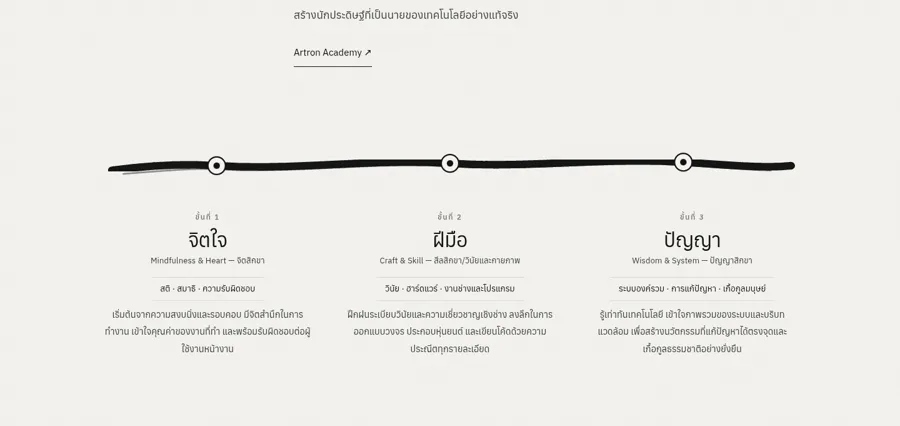 สร้างนักประดิษฐ์ที่เป็นนายของเทคโนโลยีอย่างแท้จริง
Artron Academy ↗
ขั้นที่ 1
จิตใจ
Mindfulness & Heart — จิตสิกขา
สติ · สมาธิ · ความรับผิดชอบ
เริ่มต้นจากความสงบนิ่งและรอบคอบ มีจิตสำนึกในการ
ทำงาน เข้าใจคุณค่าของงานที่ทำ และพร้อมรับผิดชอบต่อผู้
ใช้งานหน้างาน
ขั้นที่ 2
ฝีมือ
Craft & Skill — สีลสิกขา/วินัยและกายภาพ
วินัย · ฮาร์ดแวร์ · งานช่างและโปรแกรม
ฝึกฝนระเบียบวินัยและความเชี่ยวชาญเชิงช่าง ลงลึกในการ
ออกแบบวงจร ประกอบหุ่นยนต์ และเขียนโค้ดด้วยความ
ประณีตทุกรายละเอียด
ขั้นที่ 3
ปัญญา
Wisdom & System — ปัญญาสิกขา
ระบบองค์รวม · การแก้ปัญหา · เกื้อกูลมนุษย์
รู้เท่าทันเทคโนโลยี เข้าใจภาพรวมของระบบและบริบท
แวดล้อม เพื่อสร้างนวัตกรรมที่แก้ปัญหาได้ตรงจุดและ
เกื้อกูลธรรมชาติอย่างยั่งยืน